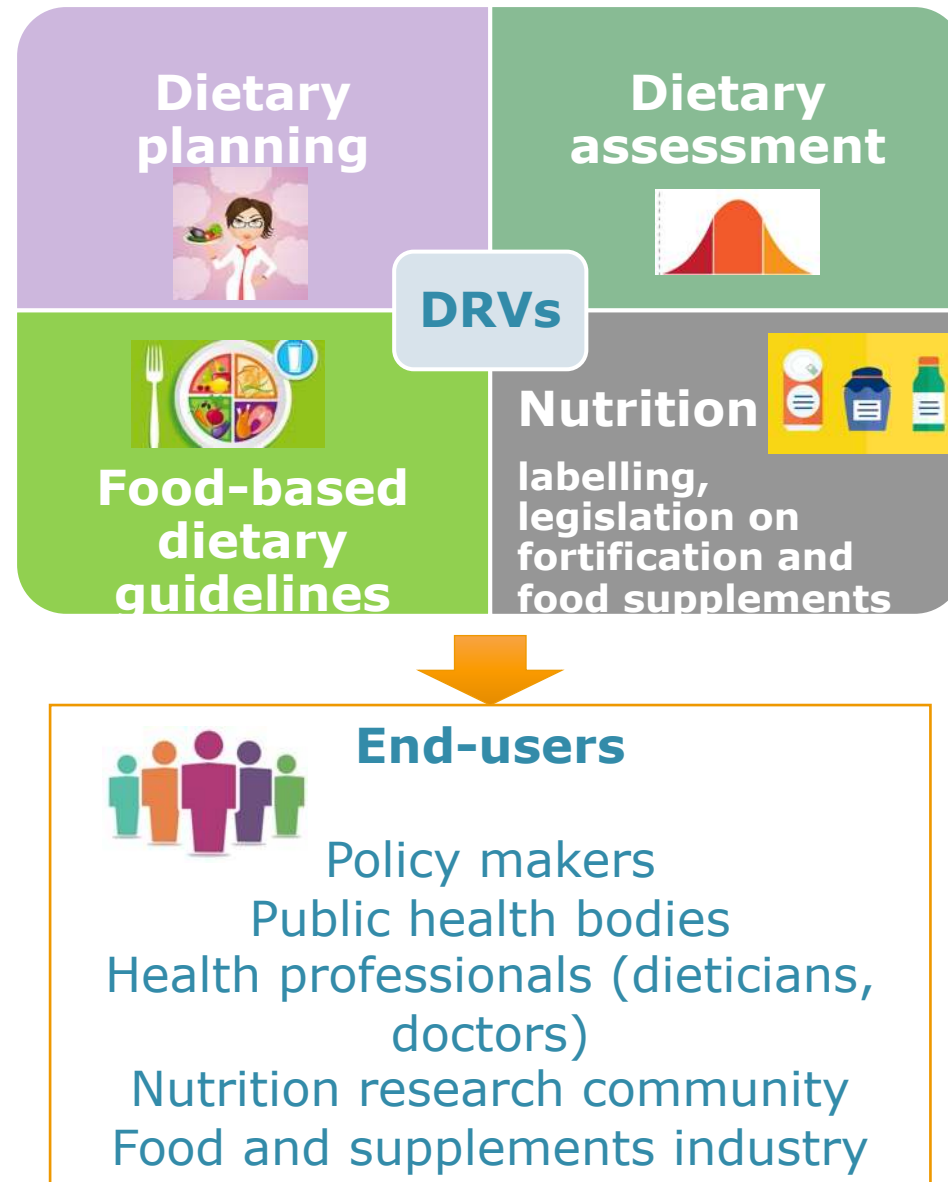 Dietary
planning
Dietary
assessment
DRVs
Food-based
dietary
guidelines
Nutrition
labelling,
legislation on
fortification and
food supplements
End-users
Policy makers
Public health bodies
Health professionals (dieticians,
doctors)
Nutrition research community
Food and supplements industry